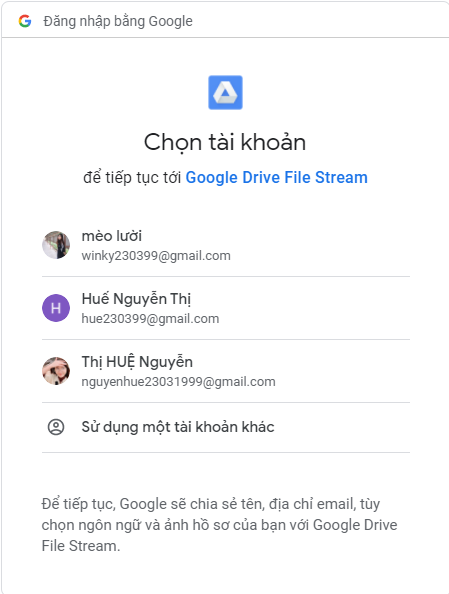 Đăng nhập bằng Google
Chọn tài khoản
để tiếp tục tới Google Drive File Stream
mèo lười
winky230399@gmail.com
H
Huế Nguyễn Thị
hue230399@gmail.com
Thị HUỆ Nguyễn
nguyenhue23031999@gmail.com
Sử dụng một tài khoản khác
Để tiếp tục, Google sẽ chia sẻ tên, địa chỉ email, tùy
chọn ngôn ngữ và ảnh hồ sơ của bạn với Google Drive
File Stream.